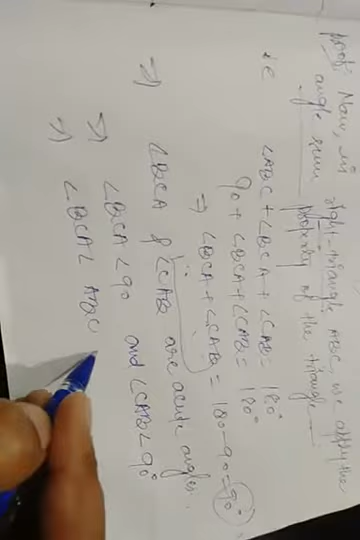 proof: Now, in right-triangle ABC, we apply the
angle sum property of the triangle
i.e ∠ABC + ∠BCA + ∠CAB = 180°
90 + ∠BCA + ∠CAB = 180°
⇒ ∠BCA + ∠CAB = 180 - 90 = 90°
⇒ ∠BCA & ∠CAB are acute angles.
⇒ ∠BCA < 90 and ∠CAB < 90°
⇒ ∠BCA < ABC